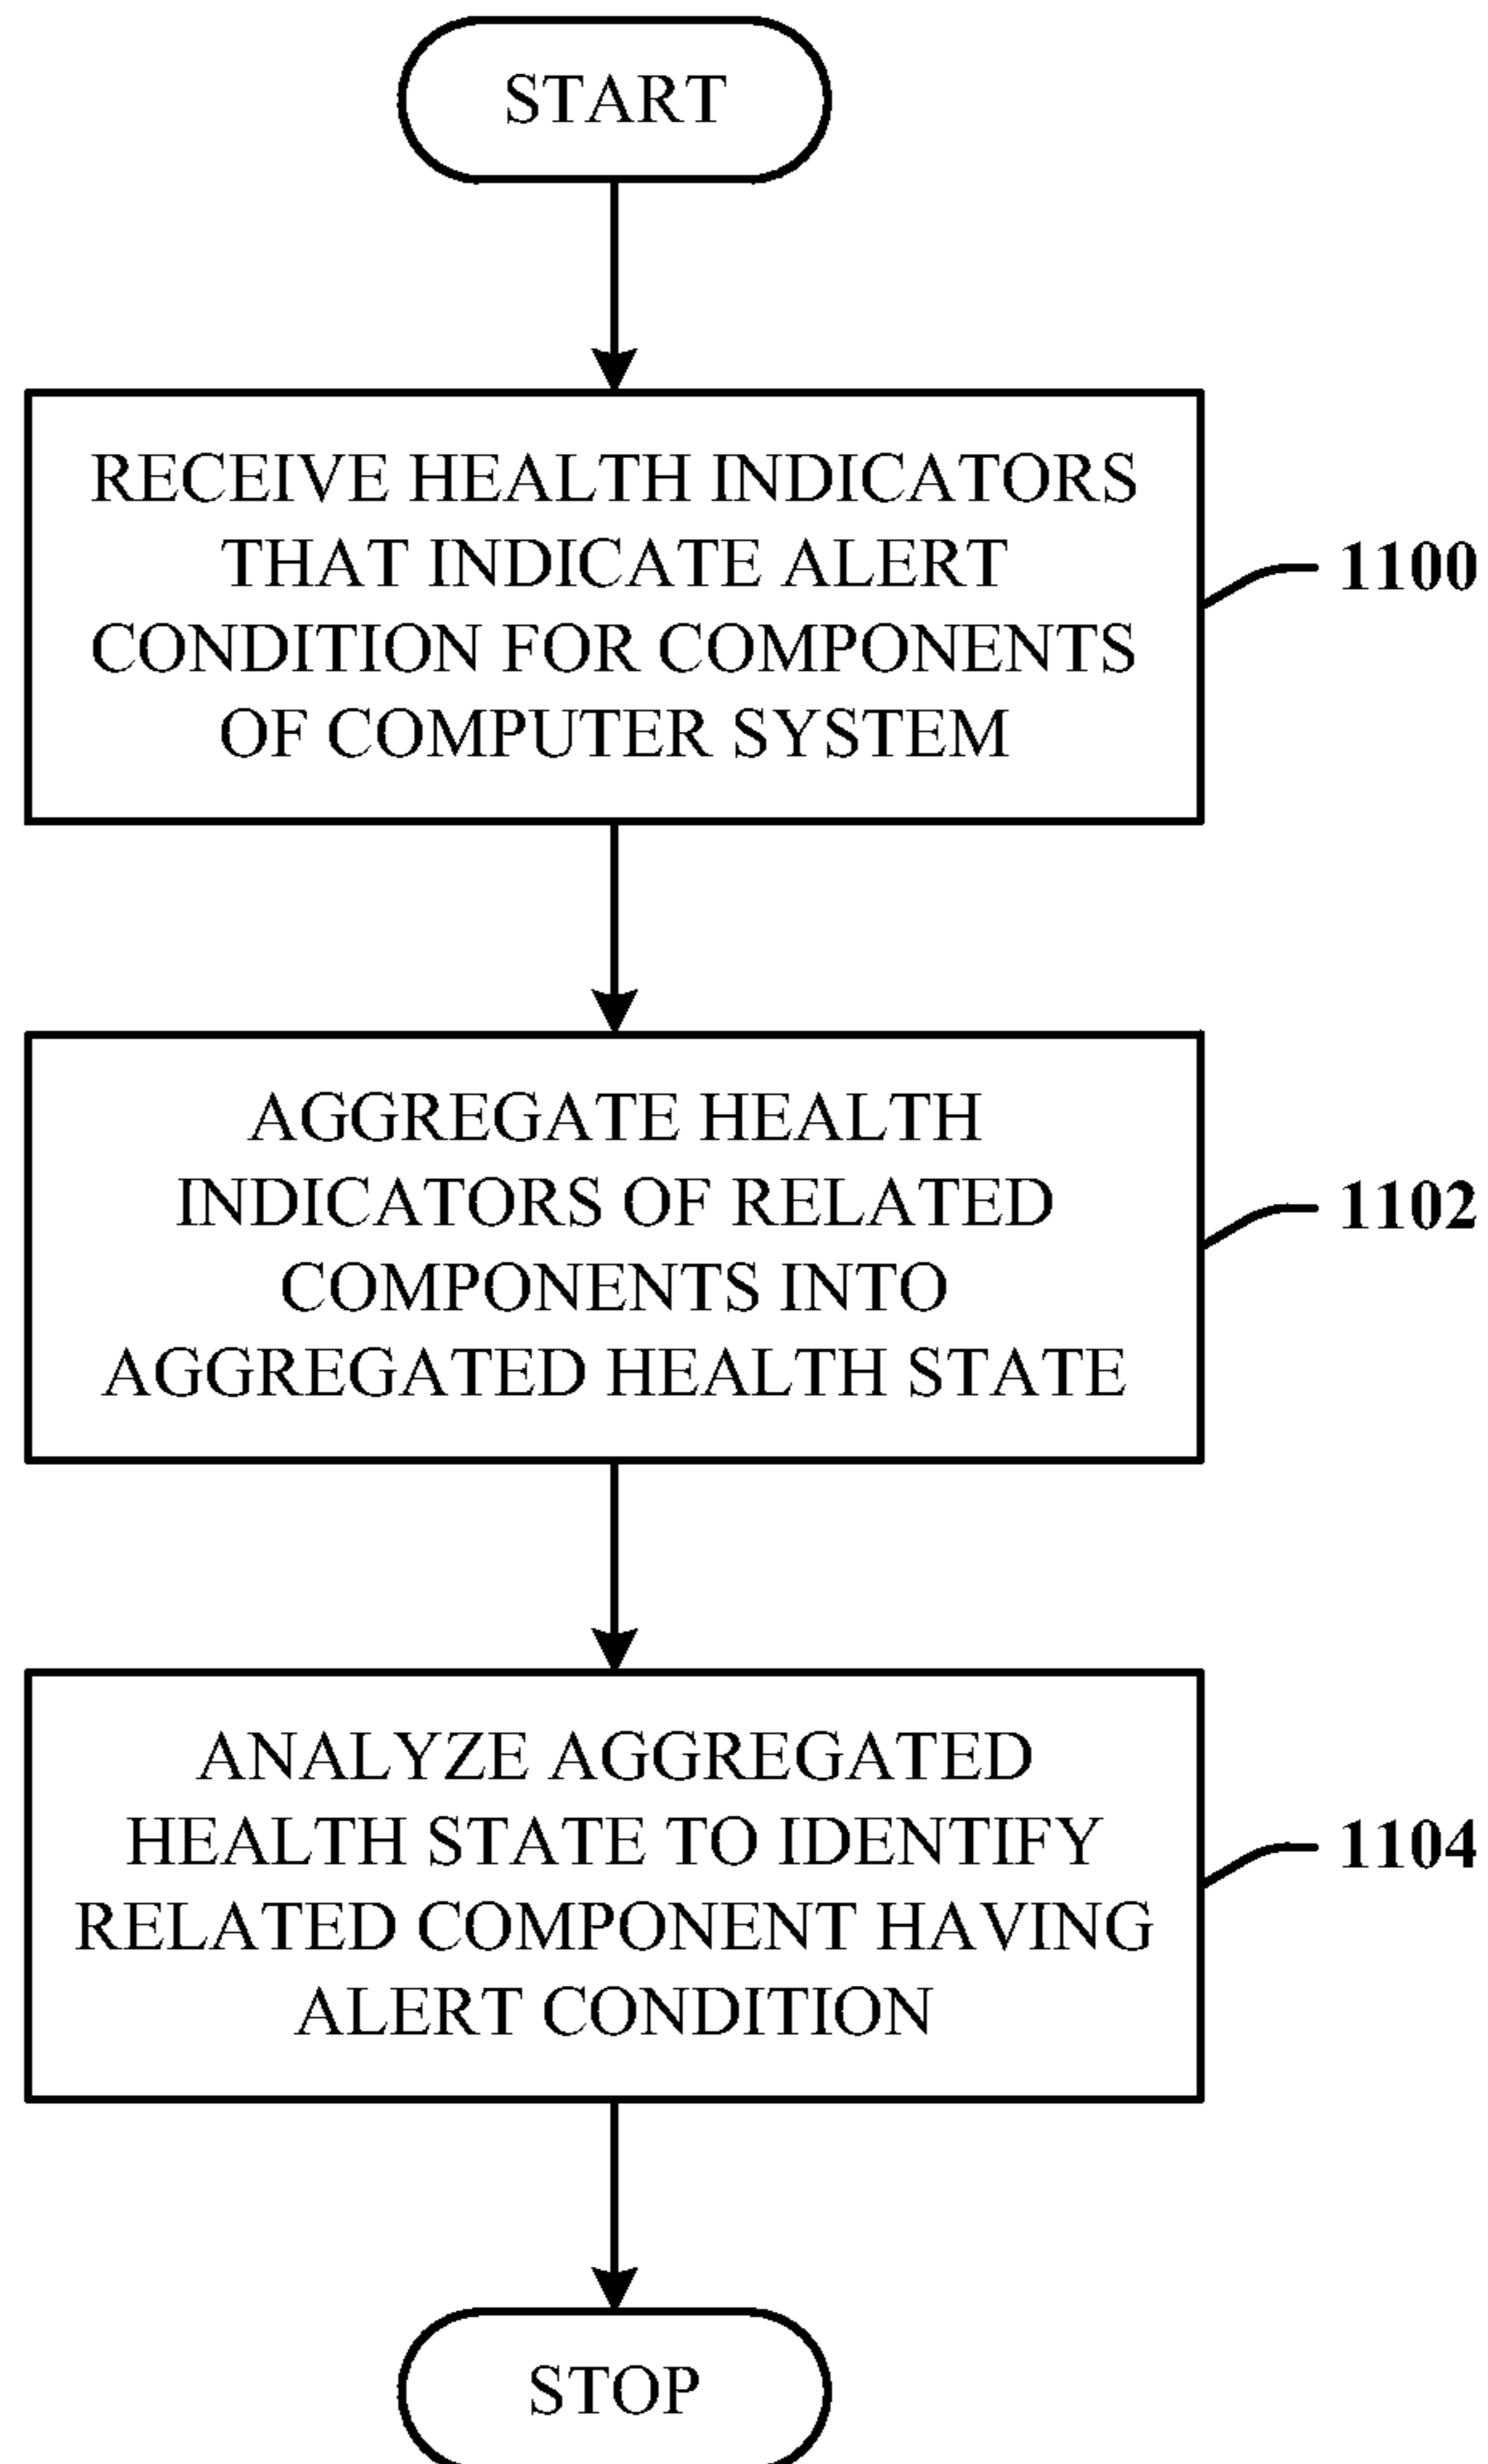 START
RECEIVE HEALTH INDICATORS
THAT INDICATE ALERT
CONDITION FOR COMPONENTS
OF COMPUTER SYSTEM
1100
AGGREGATE HEALTH
INDICATORS OF RELATED
COMPONENTS INTO
AGGREGATED HEALTH STATE
1102
ANALYZE AGGREGATED
HEALTH STATE TO IDENTIFY
RELATED COMPONENT HAVING
ALERT CONDITION
1104
STOP